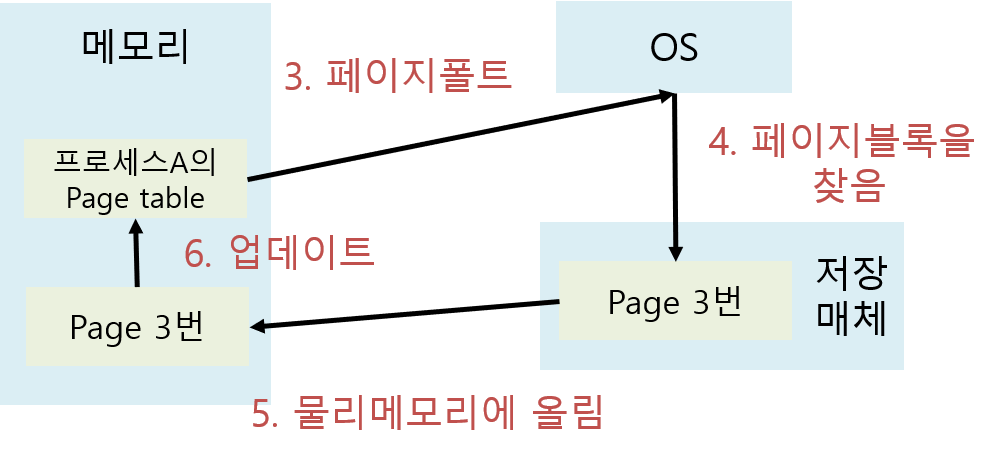 메모리
OS
3. 페이지폴트
4. 페이지블록을
찾음
프로세스A의
Page table
6. 업데이트
저장
매체
Page 3번
Page 3번
5. 물리메모리에 올림